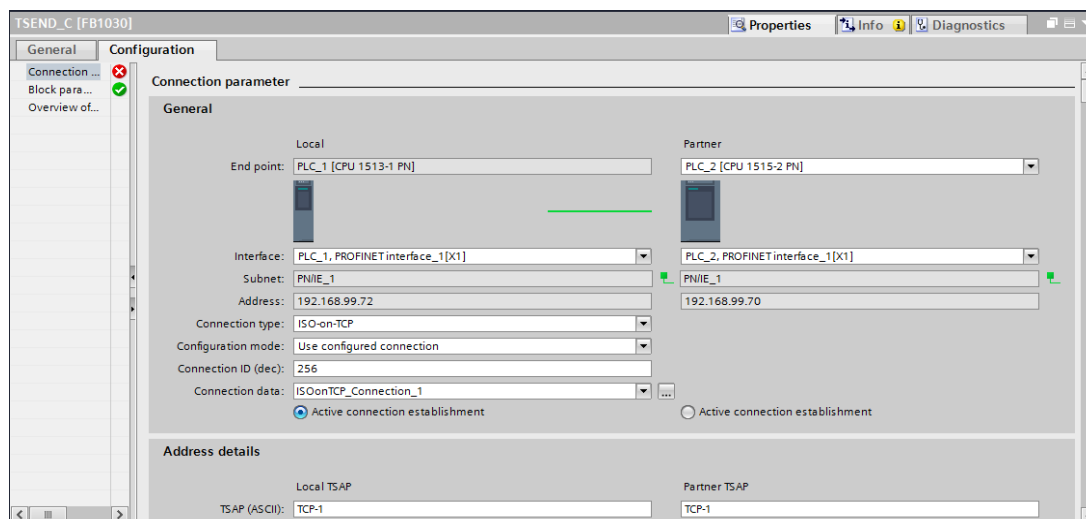 TSEND_C [FB1030]
Properties Info Diagnostics
General Configuration
Connection ...
Block para...
Overview of...
Connection parameter
General
Local Partner
End point: PLC_1 [CPU 1513-1 PN] PLC_2 [CPU 1515-2 PN]
Interface: PLC_1, PROFINET interface_1[X1] PLC_2, PROFINET interface_1[X1]
Subnet: PN/IE_1 PN/IE_1
Address: 192.168.99.72 192.168.99.70
Connection type: ISO-on-TCP
Configuration mode: Use configured connection
Connection ID (dec): 256
Connection data: ISOonTCP_Connection_1 ...
Active connection establishment Active connection establishment
Address details
Local TSAP Partner TSAP
TSAP (ASCII): TCP-1 TCP-1